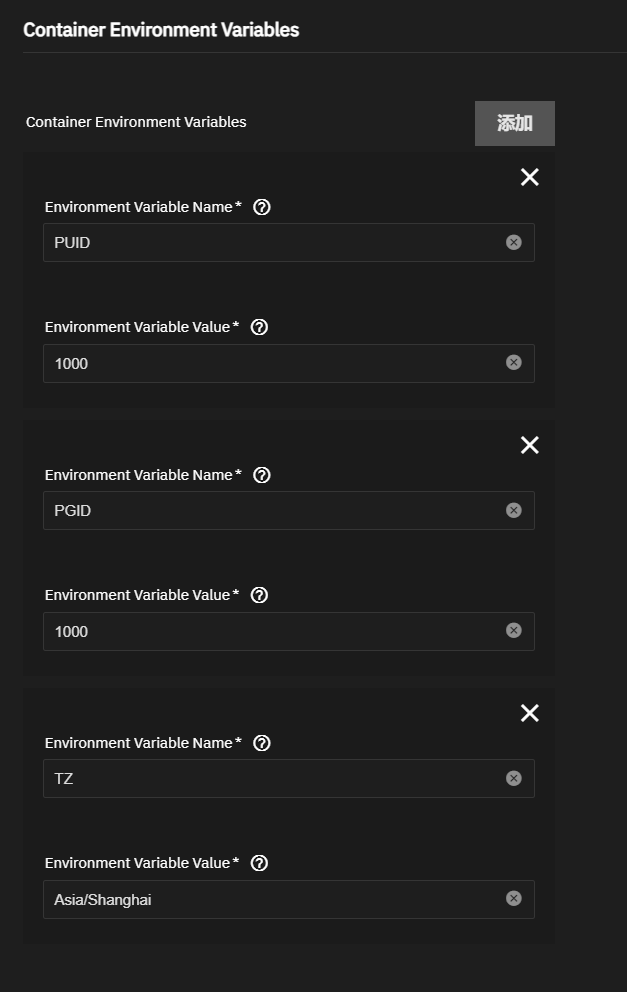 Container Environment Variables
Container Environment Variables
添加
Environment Variable Name*
PUID
Environment Variable Value*
1000
Environment Variable Name*
PGID
Environment Variable Value*
1000
Environment Variable Name*
TZ
Environment Variable Value*
Asia/Shanghai